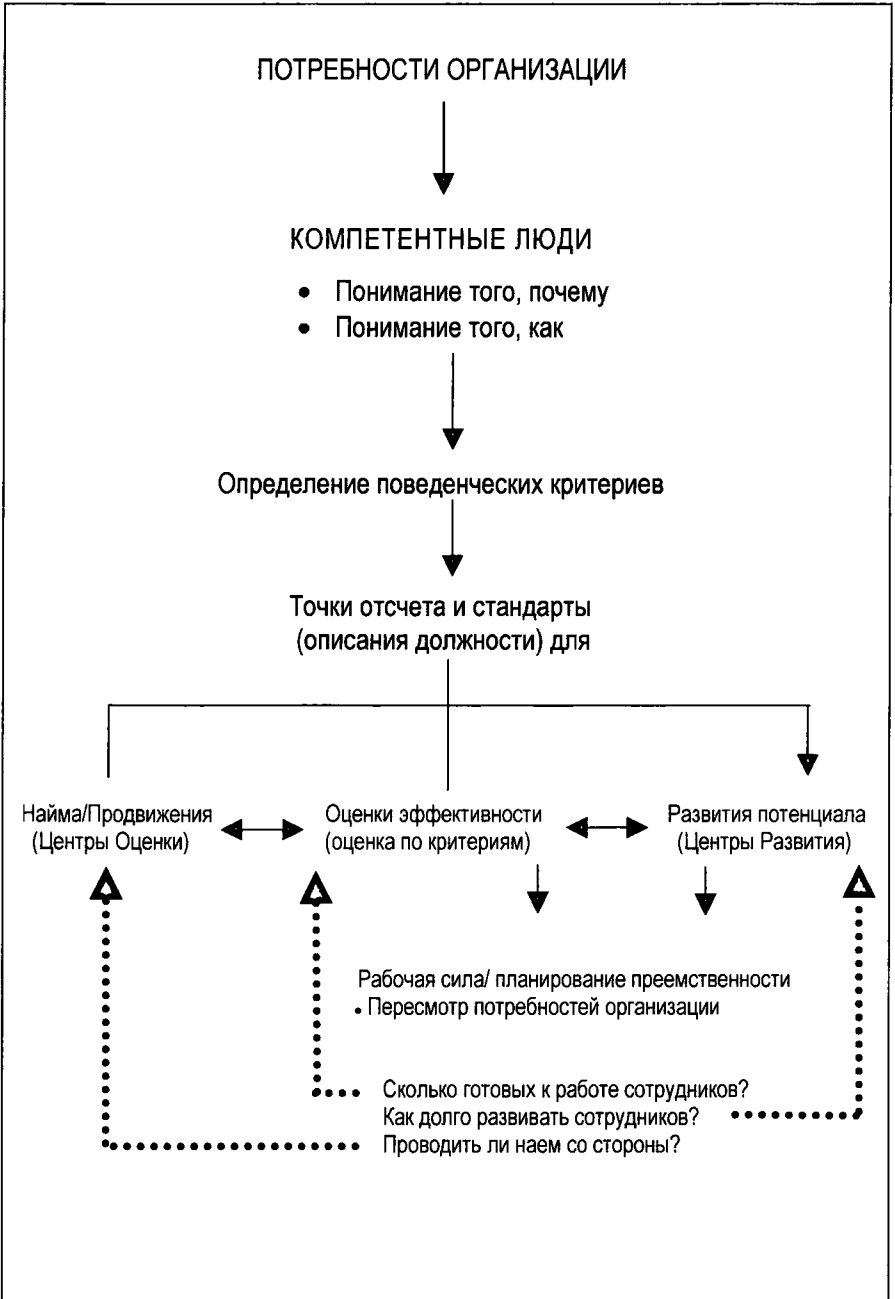 ПОТРЕБНОСТИ ОРГАНИЗАЦИИ
КОМПЕТЕНТНЫЕ ЛЮДИ
• Понимание того, почему
• Понимание того, как
Определение поведенческих критериев
Точки отсчета и стандарты
(описания должности) для
Найма/Продвижения
(Центры Оценки)
Оценки эффективности
(оценка по критериям)
Развития потенциала
(Центры Развития)
Рабочая сила/ планирование преемственности
• Пересмотр потребностей организации
Сколько готовых к работе сотрудников?
Как долго развивать сотрудников?
Проводить ли наем со стороны?